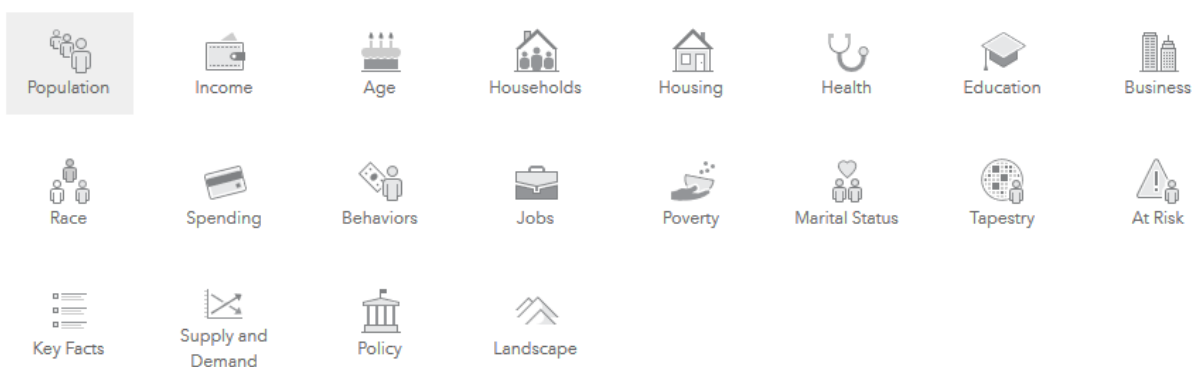 Population
Income
Age
Households
Housing
Health
Education
Business
Race
Spending
Behaviors
Jobs
Poverty
Marital Status
Tapestry
At Risk
Key Facts
Supply and
Demand
Policy
Landscape